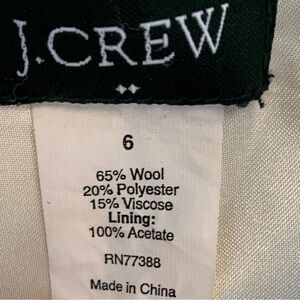 J.CREW
6
65% Wool
20% Polyester
15% Viscose
Lining:
100% Acetate
RN77388
Made in China